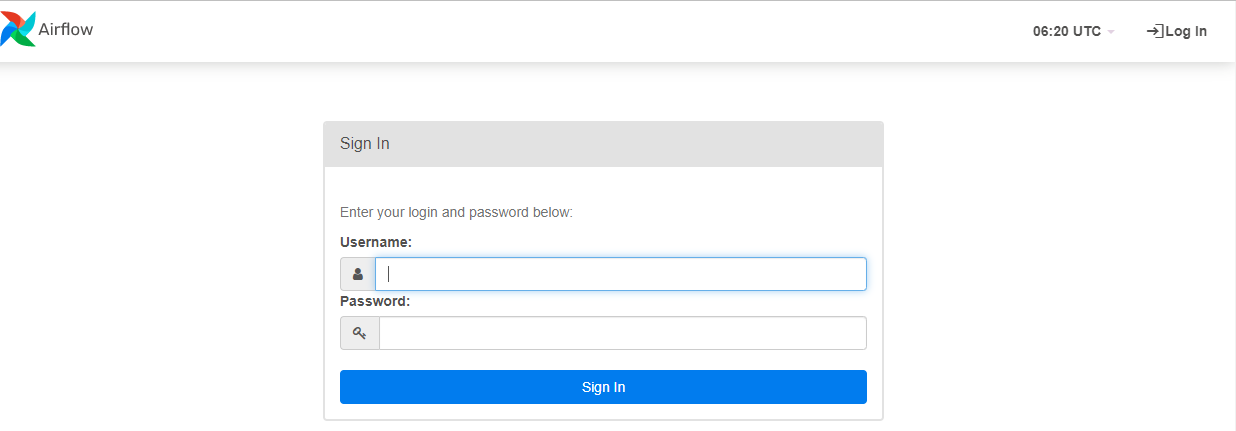 Airflow
06:20 UTC
Log In
Sign In
Enter your login and password below:
Username:
Password:
Sign In